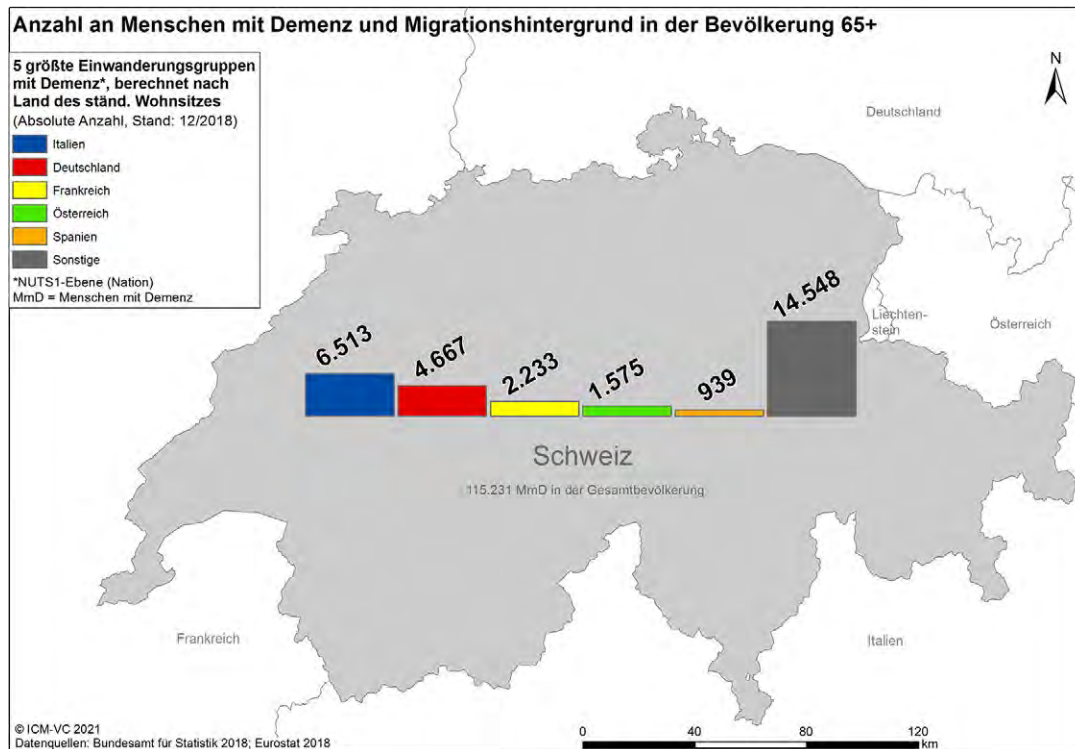 Anzahl an Menschen mit Demenz und Migrationshintergrund in der Bevölkerung 65+
5 größte Einwanderungsgruppen
mit Demenz*, berechnet nach
Land des ständ. Wohnsitzes
(Absolute Anzahl, Stand: 12/2018)
Italien
Deutschland
Frankreich
Österreich
Spanien
Sonstige
*NUTS1-Ebene (Nation)
MmD = Menschen mit Demenz
N
Deutschland
Liechten-
stein
Österreich
6.513
4.667
2.233
1.575
939
14.548
Schweiz
115.231 MmD in der Gesamtbevölkerung
Frankreich
Italien
© ICM-VC 2021
Datenquellen: Bundesamt für Statistik 2018; Eurostat 2018
0 40 80 120
km